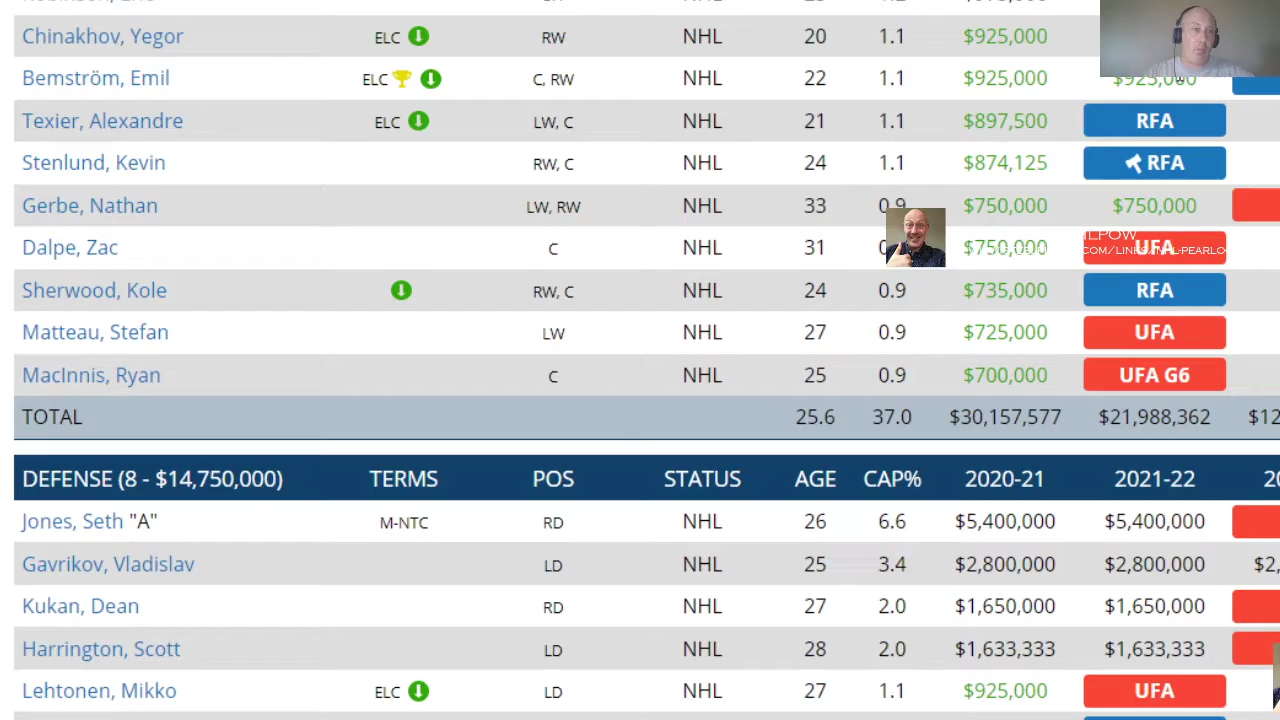 Chinakhov, Yegor ELC RW NHL 20 1.1 $925,000
Bemström, Emil ELC C, RW NHL 22 1.1 $925,000 $925,000
Texier, Alexandre ELC LW, C NHL 21 1.1 $897,500 RFA
Stenlund, Kevin RW, C NHL 24 1.1 $874,125 RFA
Gerbe, Nathan LW, RW NHL 33 0.9 $750,000 $750,000
Dalpe, Zac C NHL 31 $750,000 UFA
Sherwood, Kole RW, C NHL 24 0.9 $735,000 RFA
Matteau, Stefan LW NHL 27 0.9 $725,000 UFA
MacInnis, Ryan C NHL 25 0.9 $700,000 UFA G6
TOTAL 25.6 37.0 $30,157,577 $21,988,362 $12
DEFENSE (8 - $14,750,000) TERMS POS STATUS AGE CAP% 2020-21 2021-22 20
Jones, Seth "A" M-NTC RD NHL 26 6.6 $5,400,000 $5,400,000
Gavrikov, Vladislav LD NHL 25 3.4 $2,800,000 $2,800,000 $2,
Kukan, Dean RD NHL 27 2.0 $1,650,000 $1,650,000
Harrington, Scott LD NHL 28 2.0 $1,633,333 $1,633,333
Lehtonen, Mikko ELC LD NHL 27 1.1 $925,000 UFA